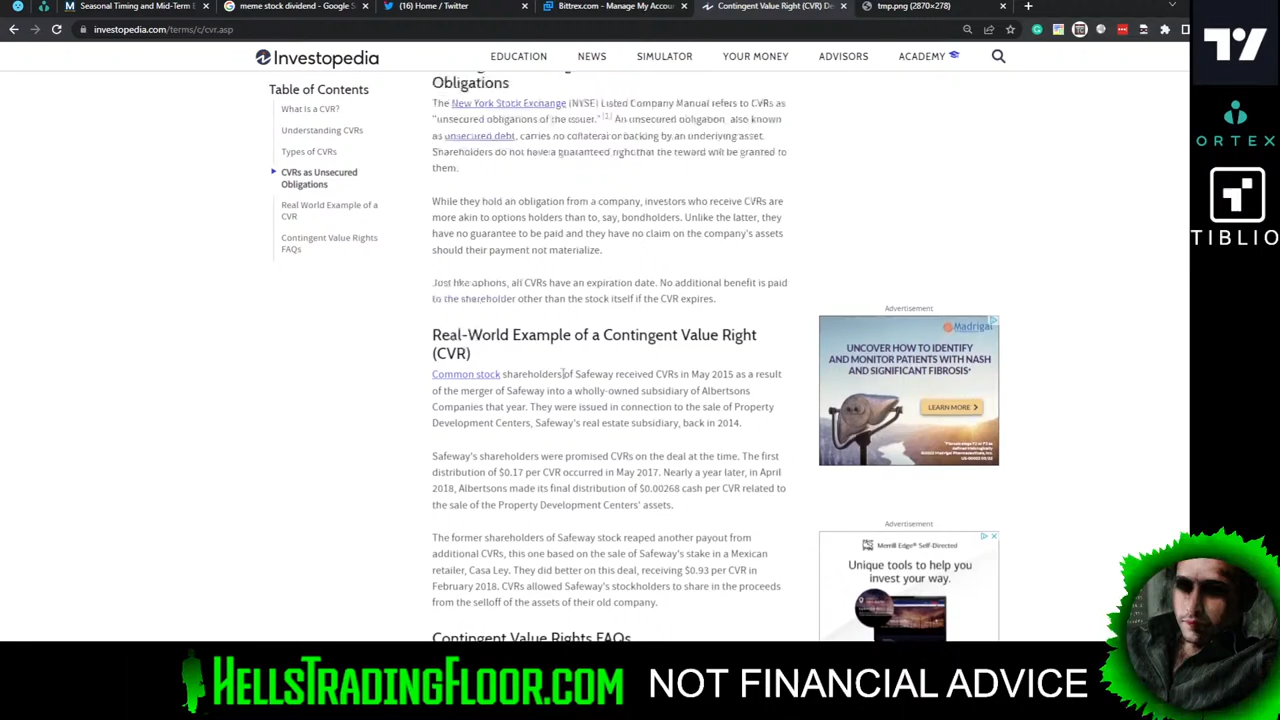 Seasonal Timing and Mid-Term E
meme stock dividend - Google S
(16) Home / Twitter
Bittrex.com - Manage My Account
Contingent Value Right (CVR) De
tmp.png (2870×278)
investopedia.com/terms/c/cvr.asp
Investopedia
EDUCATION
NEWS
SIMULATOR
YOUR MONEY
ADVISORS
ACADEMY
Table of Contents
What Is a CVR?
Understanding CVRs
Types of CVRs
CVRs as Unsecured
Obligations
Real World Example of a
CVR
Contingent Value Rights
FAQs
Obligations
The New York Stock Exchange (NYSE) Listed Company Manual refers to CVRs as
"unsecured obligations of the issuer." [1] An unsecured obligation, also known
as unsecured debt, carries no collateral or backing by an underlying asset.
Shareholders do not have a guaranteed right that the reward will be granted to
them.
While they hold an obligation from a company, investors who receive CVRs are
more akin to options holders than to, say, bondholders. Unlike the latter, they
have no guarantee to be paid and they have no claim on the company's assets
should their payment not materialize.
Just like options, all CVRs have an expiration date. No additional benefit is paid
to the shareholder other than the stock itself if the CVR expires.
Real-World Example of a Contingent Value Right
(CVR)
Common stock shareholders of Safeway received CVRs in May 2015 as a result
of the merger of Safeway into a wholly-owned subsidiary of Albertsons
Companies that year. They were issued in connection to the sale of Property
Development Centers, Safeway's real estate subsidiary, back in 2014.
Safeway's shareholders were promised CVRs on the deal at the time. The first
distribution of $0.17 per CVR occurred in May 2017. Nearly a year later, in April
2018, Albertsons made its final distribution of $0.00268 cash per CVR related to
the sale of the Property Development Centers' assets.
The former shareholders of Safeway stock reaped another payout from
additional CVRs, this one based on the sale of Safeway's stake in a Mexican
retailer, Casa Ley. They did better on this deal, receiving $0.93 per CVR in
February 2018. CVRs allowed Safeway's stockholders to share in the proceeds
from the selloff of the assets of their old company.
Contingent Value Rights FAQs
Advertisement
Madrigal
UNCOVER HOW TO IDENTIFY
AND MONITOR PATIENTS WITH NASH
AND SIGNIFICANT FIBROSIS*
LEARN MORE
Advertisement
Merrill Edge® Self-Directed
Unique tools to help you
invest your way.
ORTEX
TIBLIO
HELLSTRADINGFLOOR.COM
NOT FINANCIAL ADVICE